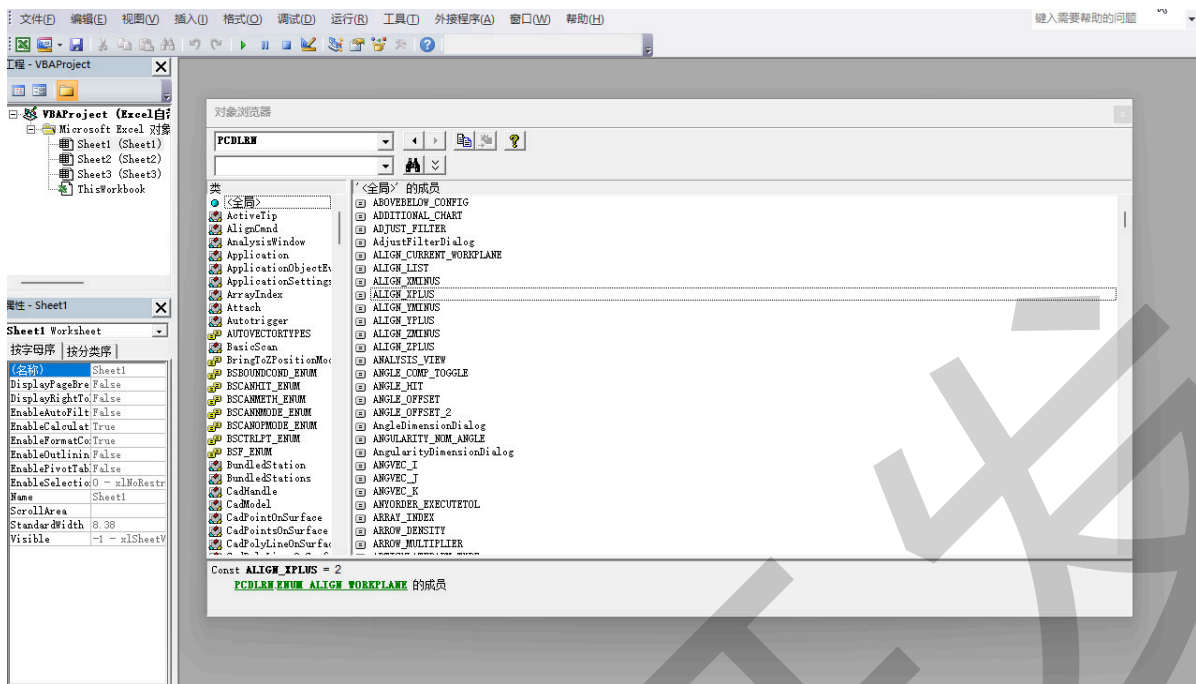 文件(F) 编辑(E) 视图(V) 插入(I) 格式(O) 调试(D) 运行(R) 工具(T) 外接程序(A) 窗口(W) 帮助(H) 键入需要帮助的问题
工程 - VBAProject
VBAProject (Excel自
Microsoft Excel 对象
Sheet1 (Sheet1)
Sheet2 (Sheet2)
Sheet3 (Sheet3)
ThisWorkbook
属性 - Sheet1
Sheet1 Worksheet
按字母序 按分类序
(名称) Sheet1
DisplayPageBre False
DisplayRightTo False
EnableAutoFilt False
EnableCalculat True
EnableFormatCo True
EnableOutlinin False
EnablePivotTab False
EnableSelectio 0 - xlNoRestr
Name Sheet1
ScrollArea
StandardWidth 8.38
Visible -1 - xlSheetV
对象浏览器
PCDLRN
类
<全局>
ActiveTip
AlignCmnd
AnalysisWindow
Application
ApplicationObjectEv
ApplicationSettings
ArrayIndex
Attach
Autotrigger
AUTOVECTORTYPES
BasicScan
BringToZPositionMod
BSBOUNDCOND_ENUM
BSCANHIT_ENUM
BSCANMETH_ENUM
BSCANNMODE_ENUM
BSCANOPMODE_ENUM
BSCTRLPT_ENUM
BSF_ENUM
BundledStation
BundledStations
CadHandle
CadModel
CadPointOnSurface
CadPointsOnSurface
CadPolyLineOnSurfac
'<全局>' 的成员
ABOVEBELOW_CONFIG
ADDITIONAL_CHART
ADJUST_FILTER
AdjustFilterDialog
ALIGN_CURRENT_WORKPLANE
ALIGN_LIST
ALIGN_XMINUS
ALIGN_XPLUS
ALIGN_YMINUS
ALIGN_YPLUS
ALIGN_ZMINUS
ALIGN_ZPLUS
ANALYSIS_VIEW
ANGLE_COMP_TOGGLE
ANGLE_HIT
ANGLE_OFFSET
ANGLE_OFFSET_2
AngleDimensionDialog
ANGULARITY_NOM_ANGLE
AngularityDimensionDialog
ANGVEC_I
ANGVEC_J
ANGVEC_K
ANYORDER_EXECUTETOL
ARRAY_INDEX
ARROW_DENSITY
ARROW_MULTIPLIER
Const ALIGN_XPLUS = 2
PCDLRN.ENUM_ALIGN_WORKPLANE 的成员